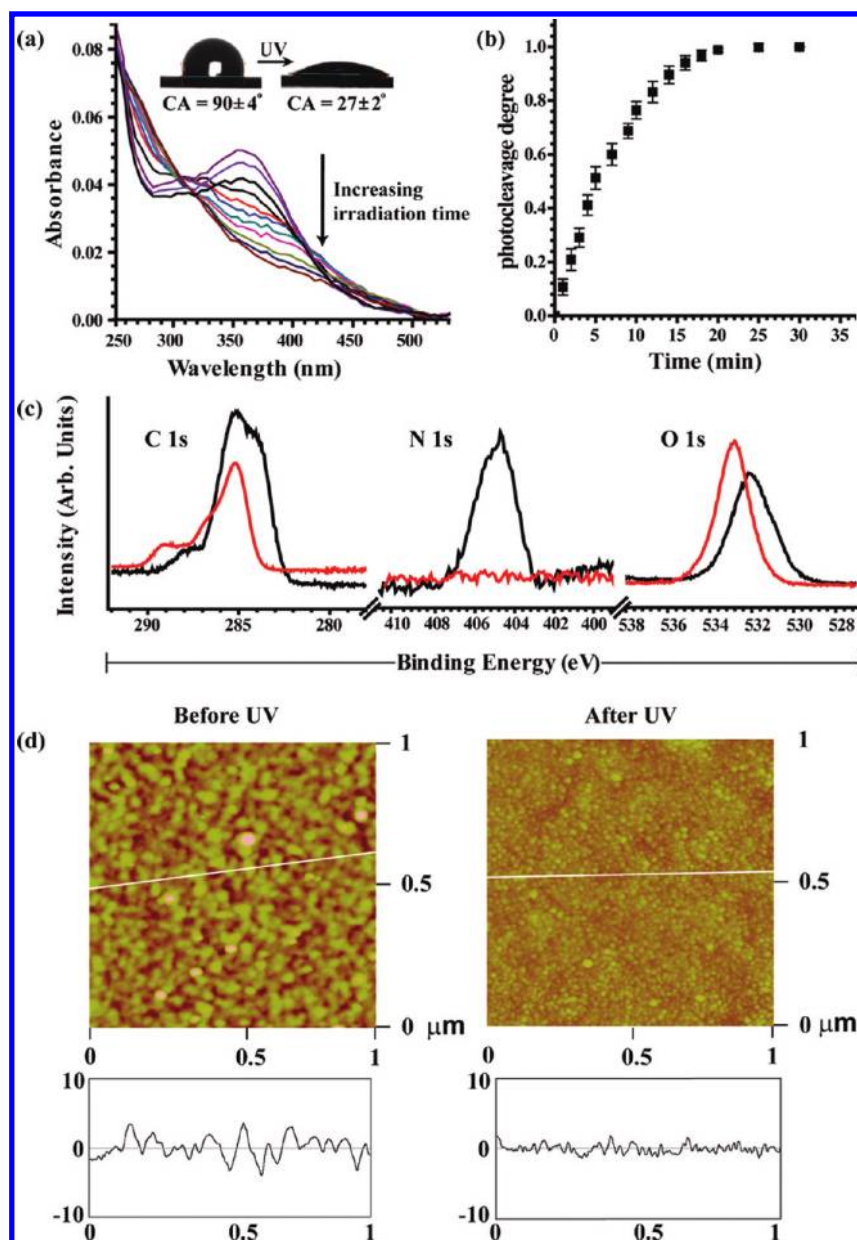 (a)
UV
CA = 90±4°
CA = 27±2°
Increasing
irradiation time
Absorbance
0.08
0.06
0.04
0.02
0.00
250 300 350 400 450 500
Wavelength (nm)
(b)
photocleavage degree
1.0
0.8
0.6
0.4
0.2
0.0
0 5 10 15 20 25 30 35
Time (min)
(c)
Intensity (Arb. Units)
C 1s
N 1s
O 1s
290 285 280
410 408 406 404 402 400
538 536 534 532 530 528
Binding Energy (eV)
(d)
Before UV
After UV
1
0.5
0 μm
0 0.5 1
1
0.5
0 μm
0 0.5 1
10
0
-10
0 0.5 1
10
0
-10
0 0.5 1